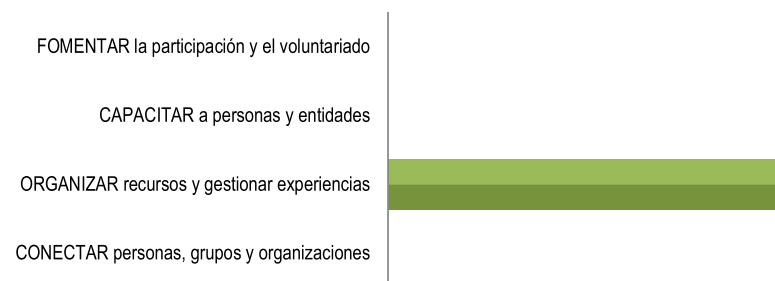 FOMENTAR la participación y el voluntariado
CAPACITAR a personas y entidades
ORGANIZAR recursos y gestionar experiencias
CONECTAR personas, grupos y organizaciones